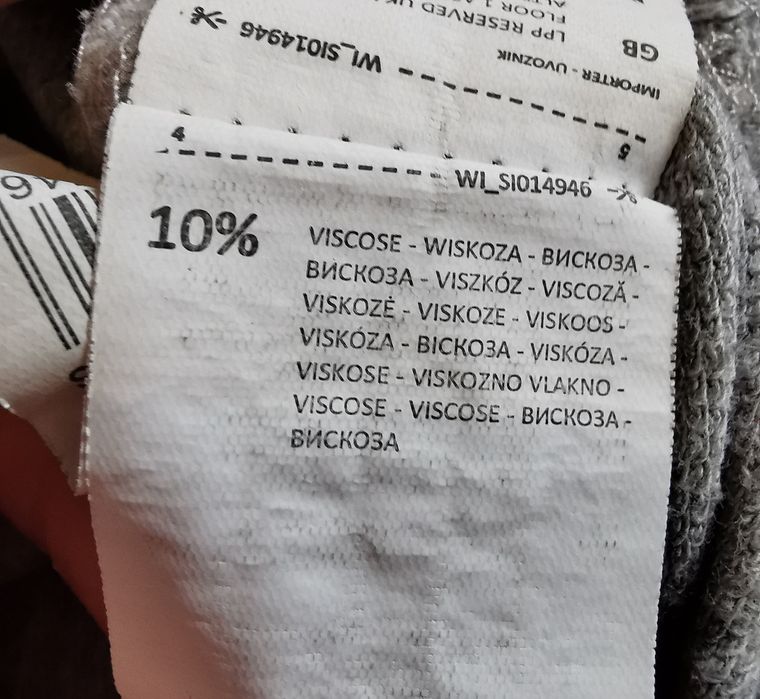 LPP RESERVED UK
FLOOR 1
GB
IMPORTER - UVOZNIK
WI_SI014946
5
4
WI_SI014946
10%
VISCOSE - WISKOZA - ВИСКОЗА -
ВИСКОЗА - VISZKÓZ - VISCOZĂ -
VISKOZĖ - VISKOZE - VISKOOS -
VISKÓZA - ВІСКОЗА - VISKÓZA -
VISKOSE - VISKOZNO VLAKNO -
VISCOSE - VISCOSE - ВИСКОЗА -
ВИСКОЗА